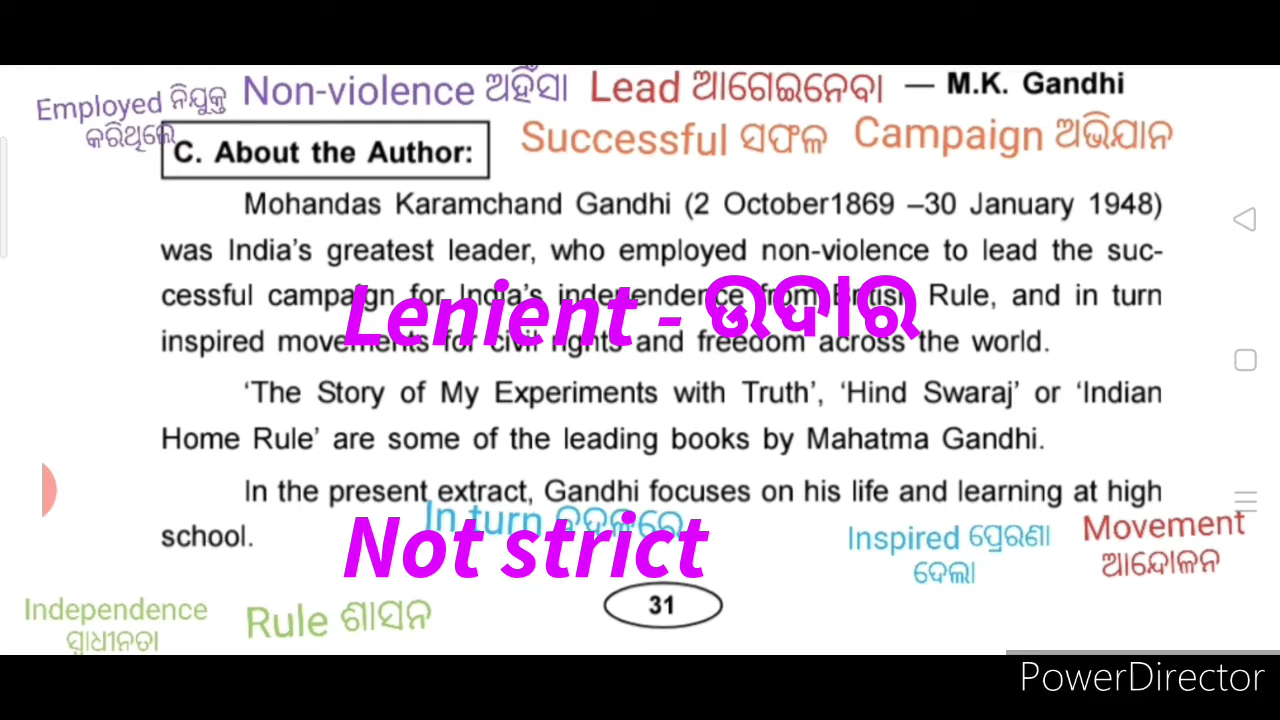 Employed ନିଯୁକ୍ତ
କରିଥିଲେ
Non-violence ଅହିଂସା
Lead ଆଗେଇନେବା
— M.K. Gandhi
Successful ସଫଳ
Campaign ଅଭିଯାନ
C. About the Author:
Mohandas Karamchand Gandhi (2 October1869 –30 January 1948)
was India’s greatest leader, who employed non-violence to lead the suc-
cessful campaign for India’s independence from British Rule, and in turn
Lenient - ଉଦାର
inspired movements for civil rights and freedom across the world.
‘The Story of My Experiments with Truth’, ‘Hind Swaraj’ or ‘Indian
Home Rule’ are some of the leading books by Mahatma Gandhi.
In the present extract, Gandhi focuses on his life and learning at high
school.
In turn ବଦଳରେ
Not strict
Inspired ପ୍ରେରଣା
ଦେଲା
Movement
ଆନ୍ଦୋଳନ
Independence
ସ୍ୱାଧୀନତା
Rule ଶାସନ
31
PowerDirector